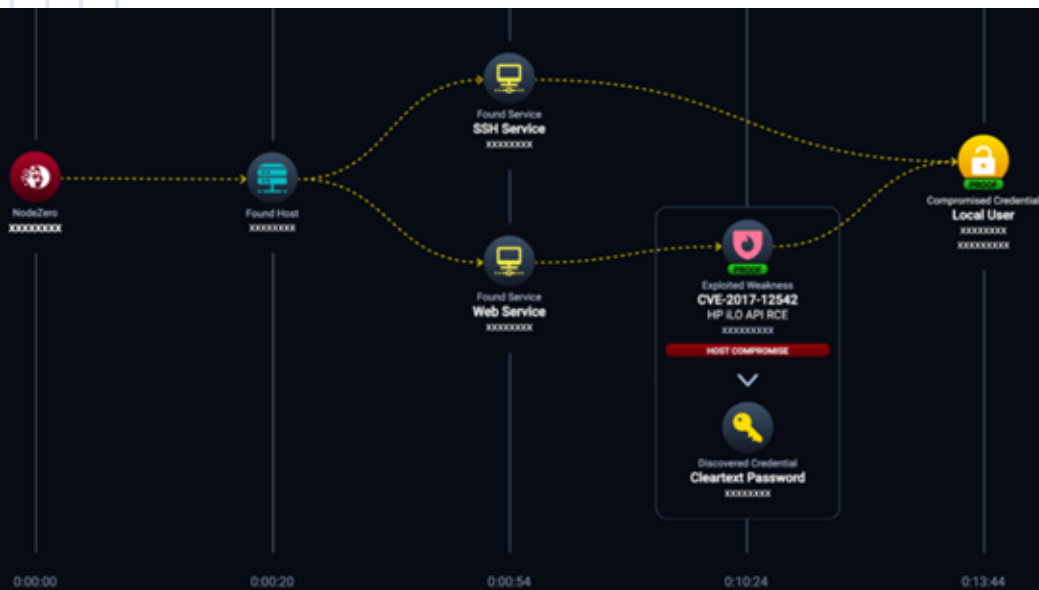 Found Service
SSH Service
XXXXXXXX
NodeZero
XXXXXXXX
Found Host
XXXXXXXX
PROOF
Compromised Credential
Local User
XXXXXXXX
XXXXXXXXX
Found Service
Web Service
XXXXXXXX
PROOF
Exploited Weakness
CVE-2017-12542
HP iLO API RCE
XXXXXXXXX
HOST COMPROMISE
Discovered Credential
Cleartext Password
XXXXXXXX
0:00:00
0:00:20
0:00:54
0:10:24
0:13:44